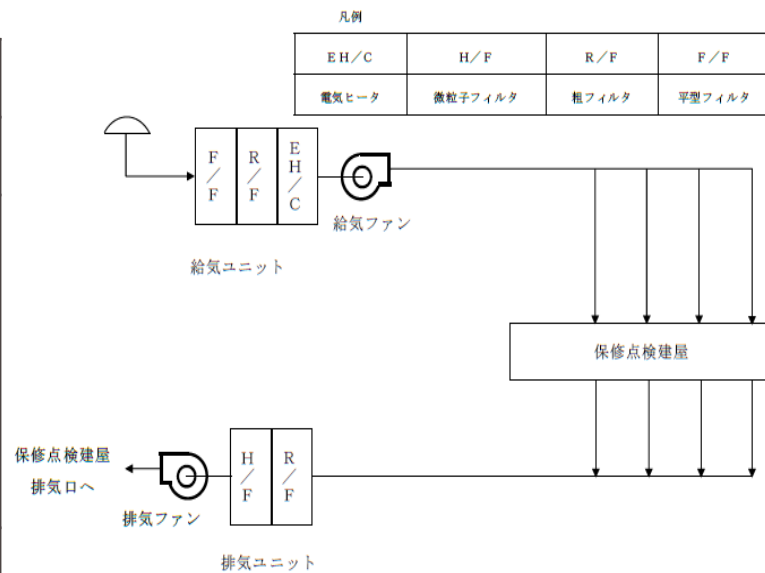 凡例
EH/C H/F R/F F/F
電気ヒータ 微粒子フィルタ 粗フィルタ 平型フィルタ
F/F R/F EH/C
給気ファン
給気ユニット
保修点検建屋
保修点検建屋
排気口へ
H/F R/F
排気ファン
排気ユニット